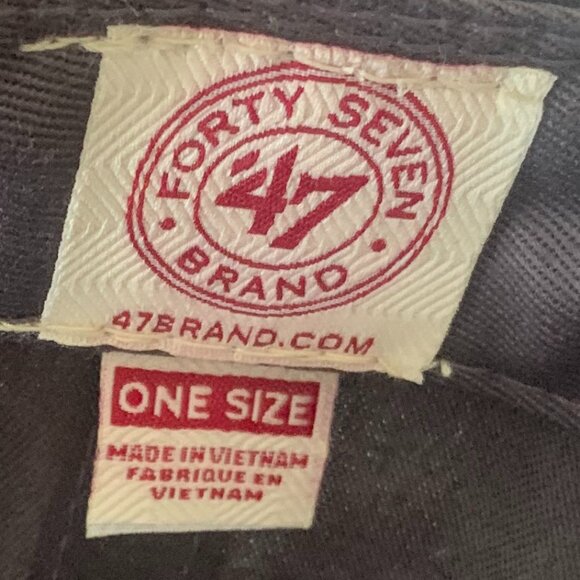 FORTY SEVEN
'47
BRAND
47BRAND.COM
ONE SIZE
MADE IN VIETNAM
FABRIQUE EN
VIETNAM